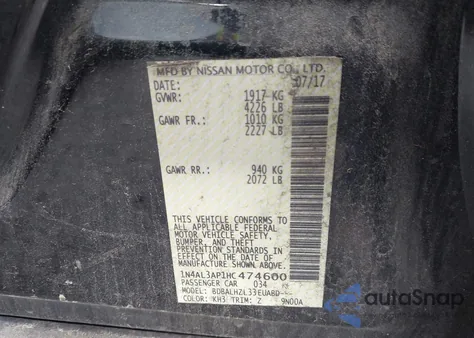 MFD BY NISSAN MOTOR CO., LTD.
DATE: 07/17
GVWR: 1917 KG
4226 LB
GAWR FR.: 1010 KG
2227 LB
GAWR RR.: 940 KG
2072 LB
THIS VEHICLE CONFORMS TO
ALL APPLICABLE FEDERAL
MOTOR VEHICLE SAFETY,
BUMPER, AND THEFT
PREVENTION STANDARDS IN
EFFECT ON THE DATE OF
MANUFACTURE SHOWN ABOVE.
1N4AL3AP1HC474600
PASSENGER CAR 034
MODEL: BDBALHZL33EUABD
COLOR: KH3 TRIM: Z 9N00A
autoSnap